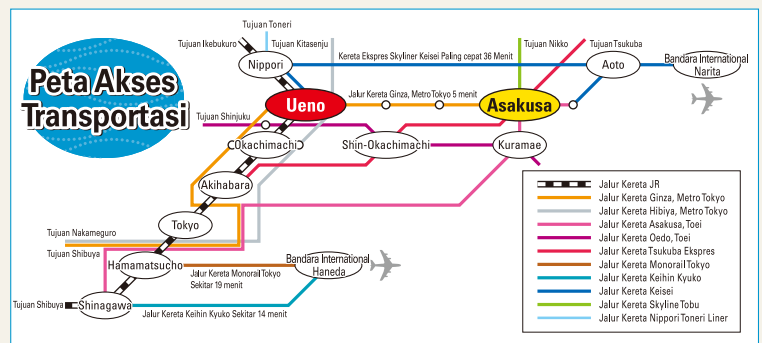 Peta Akses
Transportasi
Tujuan Toneri
Tujuan Ikebukuro
Tujuan Kitasenju
Nippori
Kereta Ekspres Skyliner Keisei Paling cepat 36 Menit
Tujuan Nikko
Tujuan Tsukuba
Aoto
Bandara International
Narita
Ueno
Jalur Kereta Ginza, Metro Tokyo 5 menit
Asakusa
Tujuan Shinjuku
Okachimachi
Shin-Okachimachi
Kuramae
Akihabara
Tokyo
Tujuan Nakameguro
Tujuan Shibuya
Hamamatsucho
Jalur Kereta Monorail Tokyo
Sekitar 19 menit
Bandara International
Haneda
Tujuan Shibuya
Shinagawa
Jalur Kereta Keihin Kyuko Sekitar 14 menit
Jalur Kereta JR
Jalur Kereta Ginza, Metro Tokyo
Jalur Kereta Hibiya, Metro Tokyo
Jalur Kereta Asakusa, Toei
Jalur Kereta Oedo, Toei
Jalur Kereta Tsukuba Ekspres
Jalur Kereta Monorail Tokyo
Jalur Kereta Keihin Kyuko
Jalur Kereta Keisei
Jalur Kereta Skyline Tobu
Jalur Kereta Nippori Toneri Liner